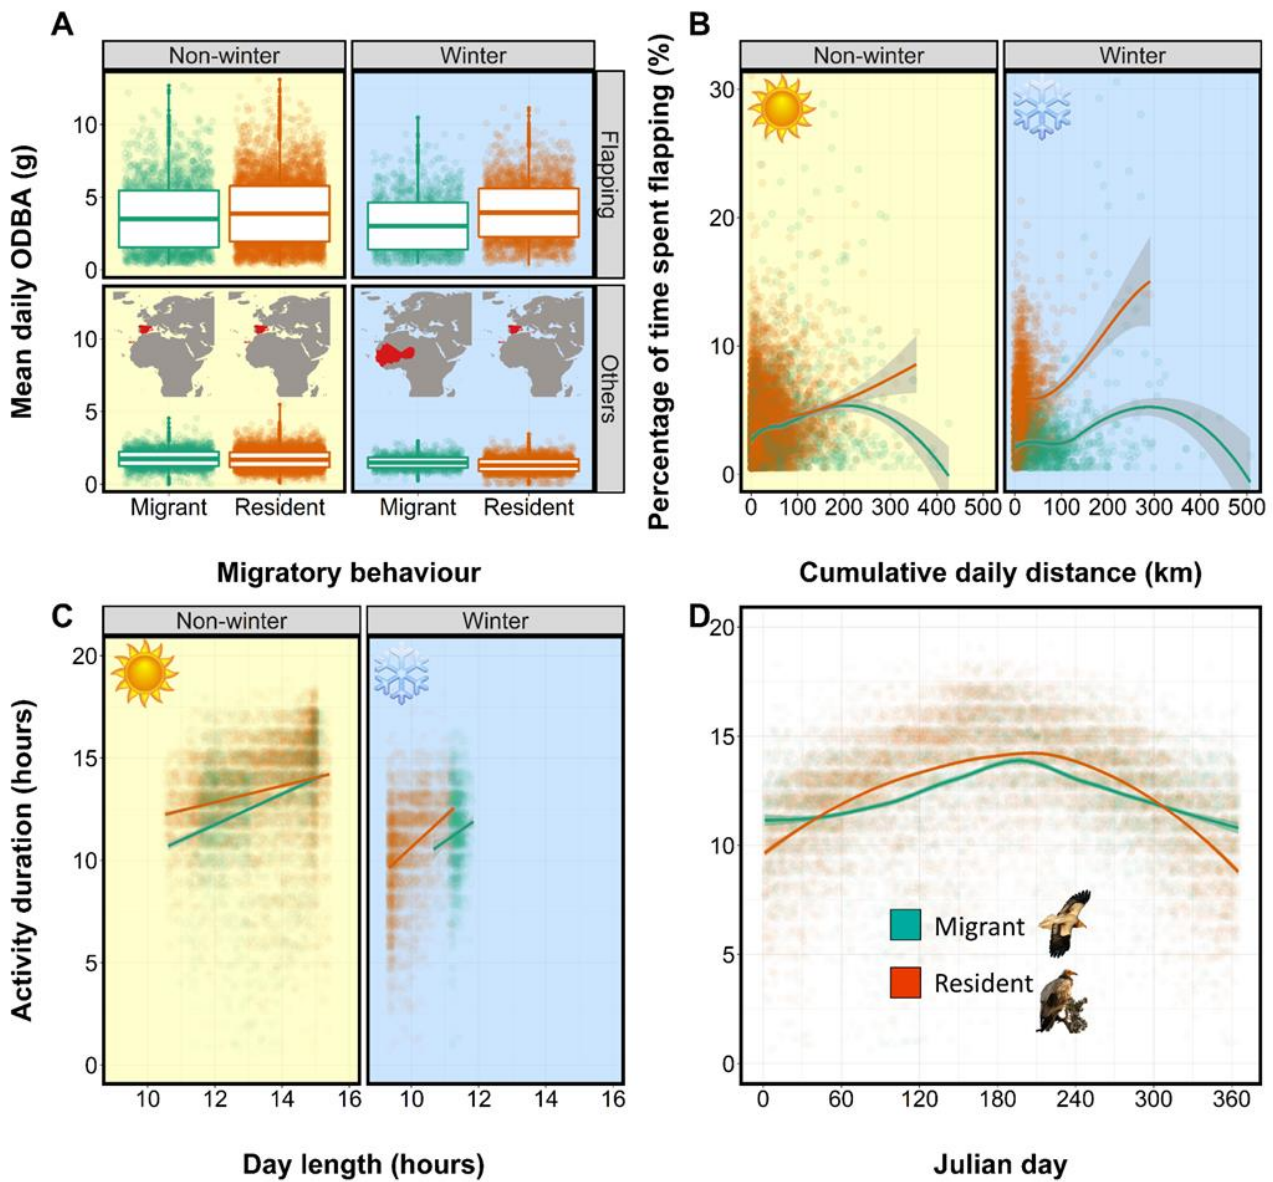 A
Non-winter
Winter
Mean daily ODBA (g)
10
5
0
Flapping
10
5
0
Others
Migrant
Resident
Migrant
Resident
Migratory behaviour
B
Non-winter
Winter
Percentage of time spent flapping (%)
30
20
10
0
0 100 200 300 400 500
0 100 200 300 400 500
Cumulative daily distance (km)
C
Non-winter
Winter
Activity duration (hours)
20
15
10
5
0
10 12 14 16
10 12 14 16
Day length (hours)
D
20
15
10
5
0
Migrant
Resident
0 60 120 180 240 300 360
Julian day